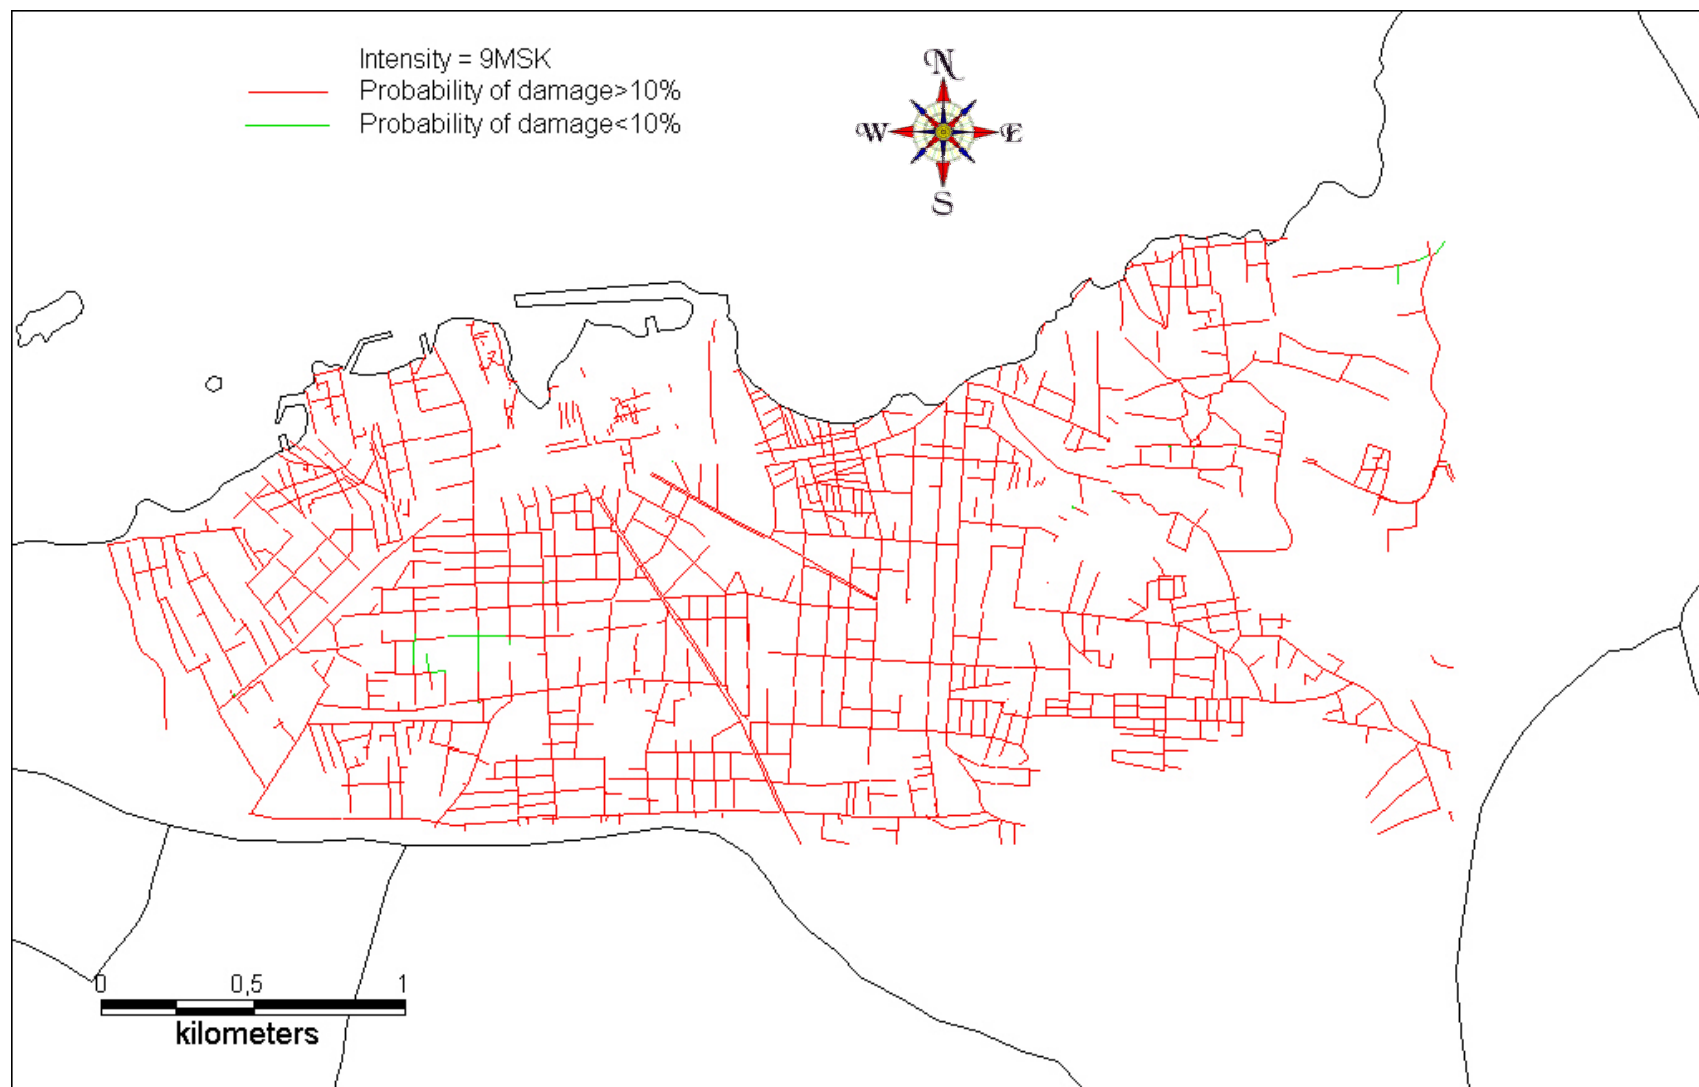 Intensity = 9MSK
Probability of damage>10%
Probability of damage<10%
N
W
E
S
0
0,5
1
kilometers